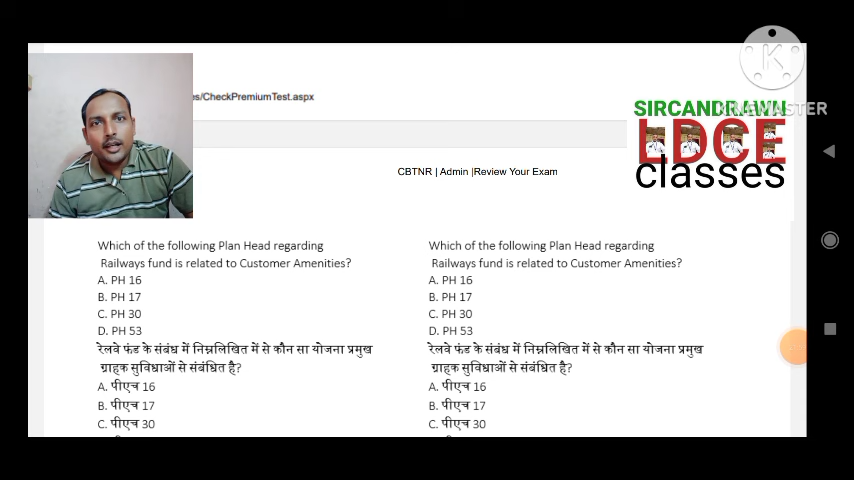 es/CheckPremiumTest.aspx
K
KINEMASTER
SIRCANDRAWN
LDCE
classes
CBTNR | Admin |Review Your Exam
Which of the following Plan Head regarding
Railways fund is related to Customer Amenities?
A. PH 16
B. PH 17
C. PH 30
D. PH 53
रेलवे फंड के संबंध में निम्नलिखित में से कौन सा योजना प्रमुख
ग्राहक सुविधाओं से संबंधित है?
A. पीएच 16
B. पीएच 17
C. पीएच 30
Which of the following Plan Head regarding
Railways fund is related to Customer Amenities?
A. PH 16
B. PH 17
C. PH 30
D. PH 53
रेलवे फंड के संबंध में निम्नलिखित में से कौन सा योजना प्रमुख
ग्राहक सुविधाओं से संबंधित है?
A. पीएच 16
B. पीएच 17
C. पीएच 30